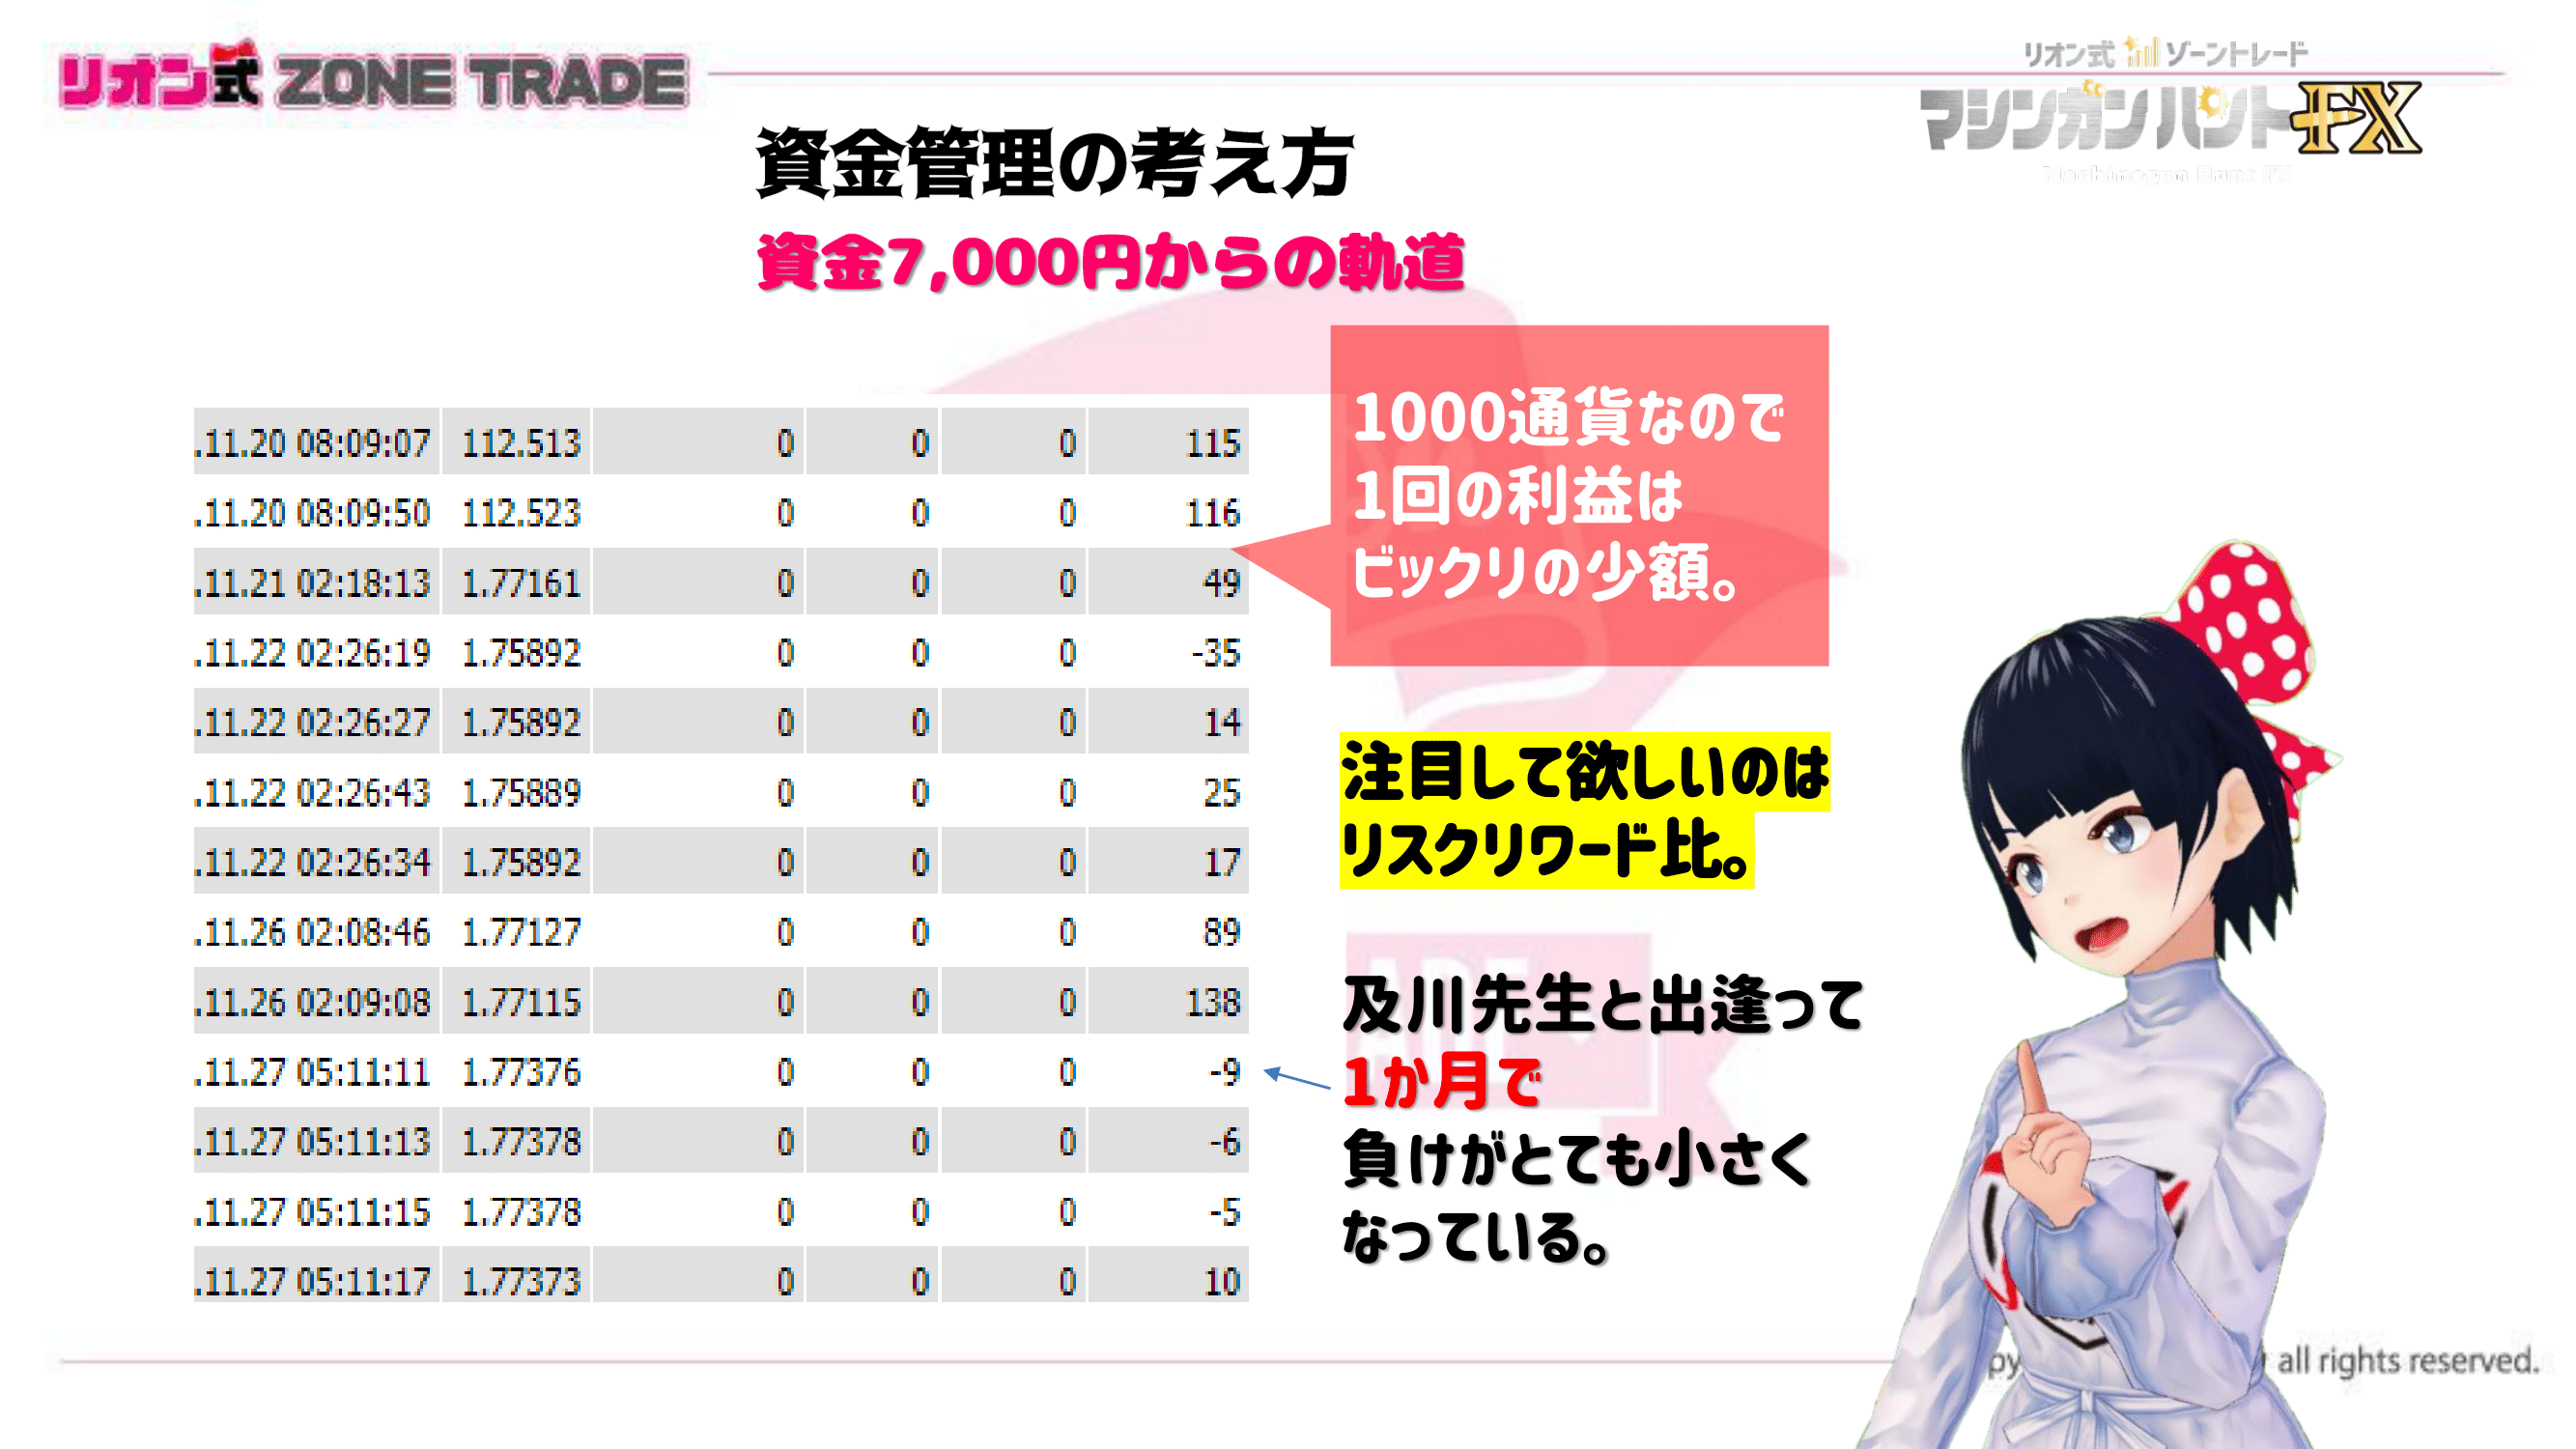 リオン式 ZONE TRADE
リオン式 ゾーントレード
マシンガンハントFX
資金管理の考え方
資金7,000円からの軌道
.11.20 08:09:07 112.513 0 0 0 115
.11.20 08:09:50 112.523 0 0 0 116
.11.21 02:18:13 1.77161 0 0 0 49
.11.22 02:26:19 1.75892 0 0 0 -35
.11.22 02:26:27 1.75892 0 0 0 14
.11.22 02:26:43 1.75889 0 0 0 25
.11.22 02:26:34 1.75892 0 0 0 17
.11.26 02:08:46 1.77127 0 0 0 89
.11.26 02:09:08 1.77115 0 0 0 138
.11.27 05:11:11 1.77376 0 0 0 -9
.11.27 05:11:13 1.77378 0 0 0 -6
.11.27 05:11:15 1.77378 0 0 0 -5
.11.27 05:11:17 1.77373 0 0 0 10
1000通貨なので
1回の利益は
ビックリの少額。
注目して欲しいのは
リスクリワード比。
及川先生と出逢って
1か月で
負けがとても小さく
なっている。
all rights reserved.